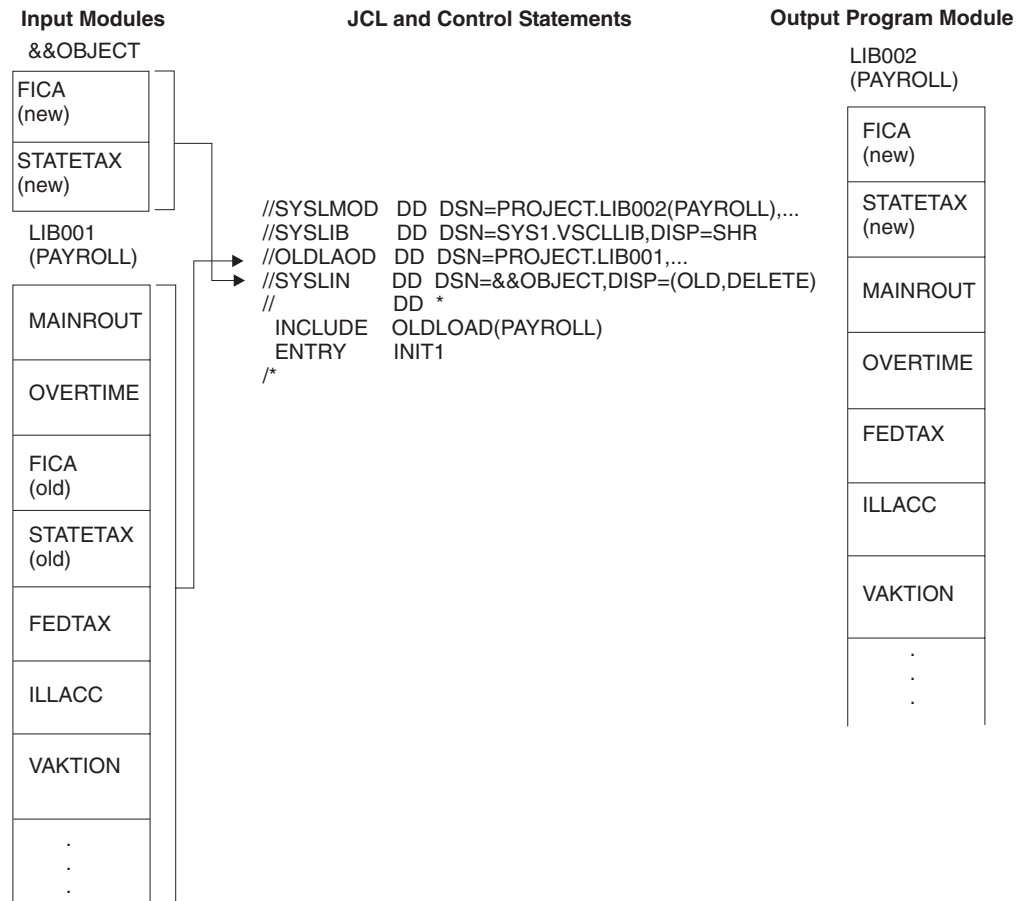 Input Modules
&&OBJECT
FICA
(new)
STATETAX
(new)
LIB001
(PAYROLL)
MAINROUT
OVERTIME
FICA
(old)
STATETAX
(old)
FEDTAX
ILLACC
VAKTION
.
.
.
JCL and Control Statements
//SYSLMOD DD DSN=PROJECT.LIB002(PAYROLL),...
//SYSLIB DD DSN=SYS1.VSCLLIB,DISP=SHR
//OLDLAOD DD DSN=PROJECT.LIB001,...
//SYSLIN DD DSN=&&OBJECT,DISP=(OLD,DELETE)
// DD *
INCLUDE OLDLOAD(PAYROLL)
ENTRY INIT1
/*
Output Program Module
LIB002
(PAYROLL)
FICA
(new)
STATETAX
(new)
MAINROUT
OVERTIME
FEDTAX
ILLACC
VAKTION
.
.
.